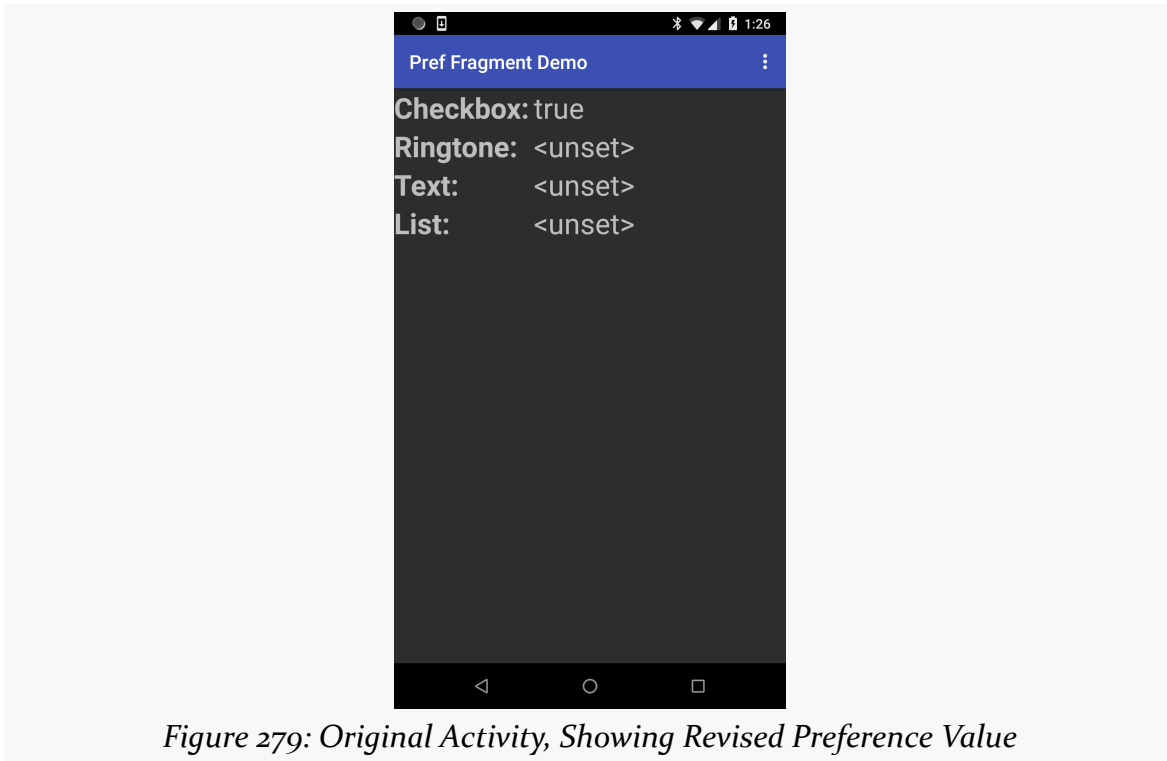 1:26
Pref Fragment Demo
Checkbox: true
Ringtone: <unset>
Text: <unset>
List: <unset>
Figure 279: Original Activity, Showing Revised Preference Value